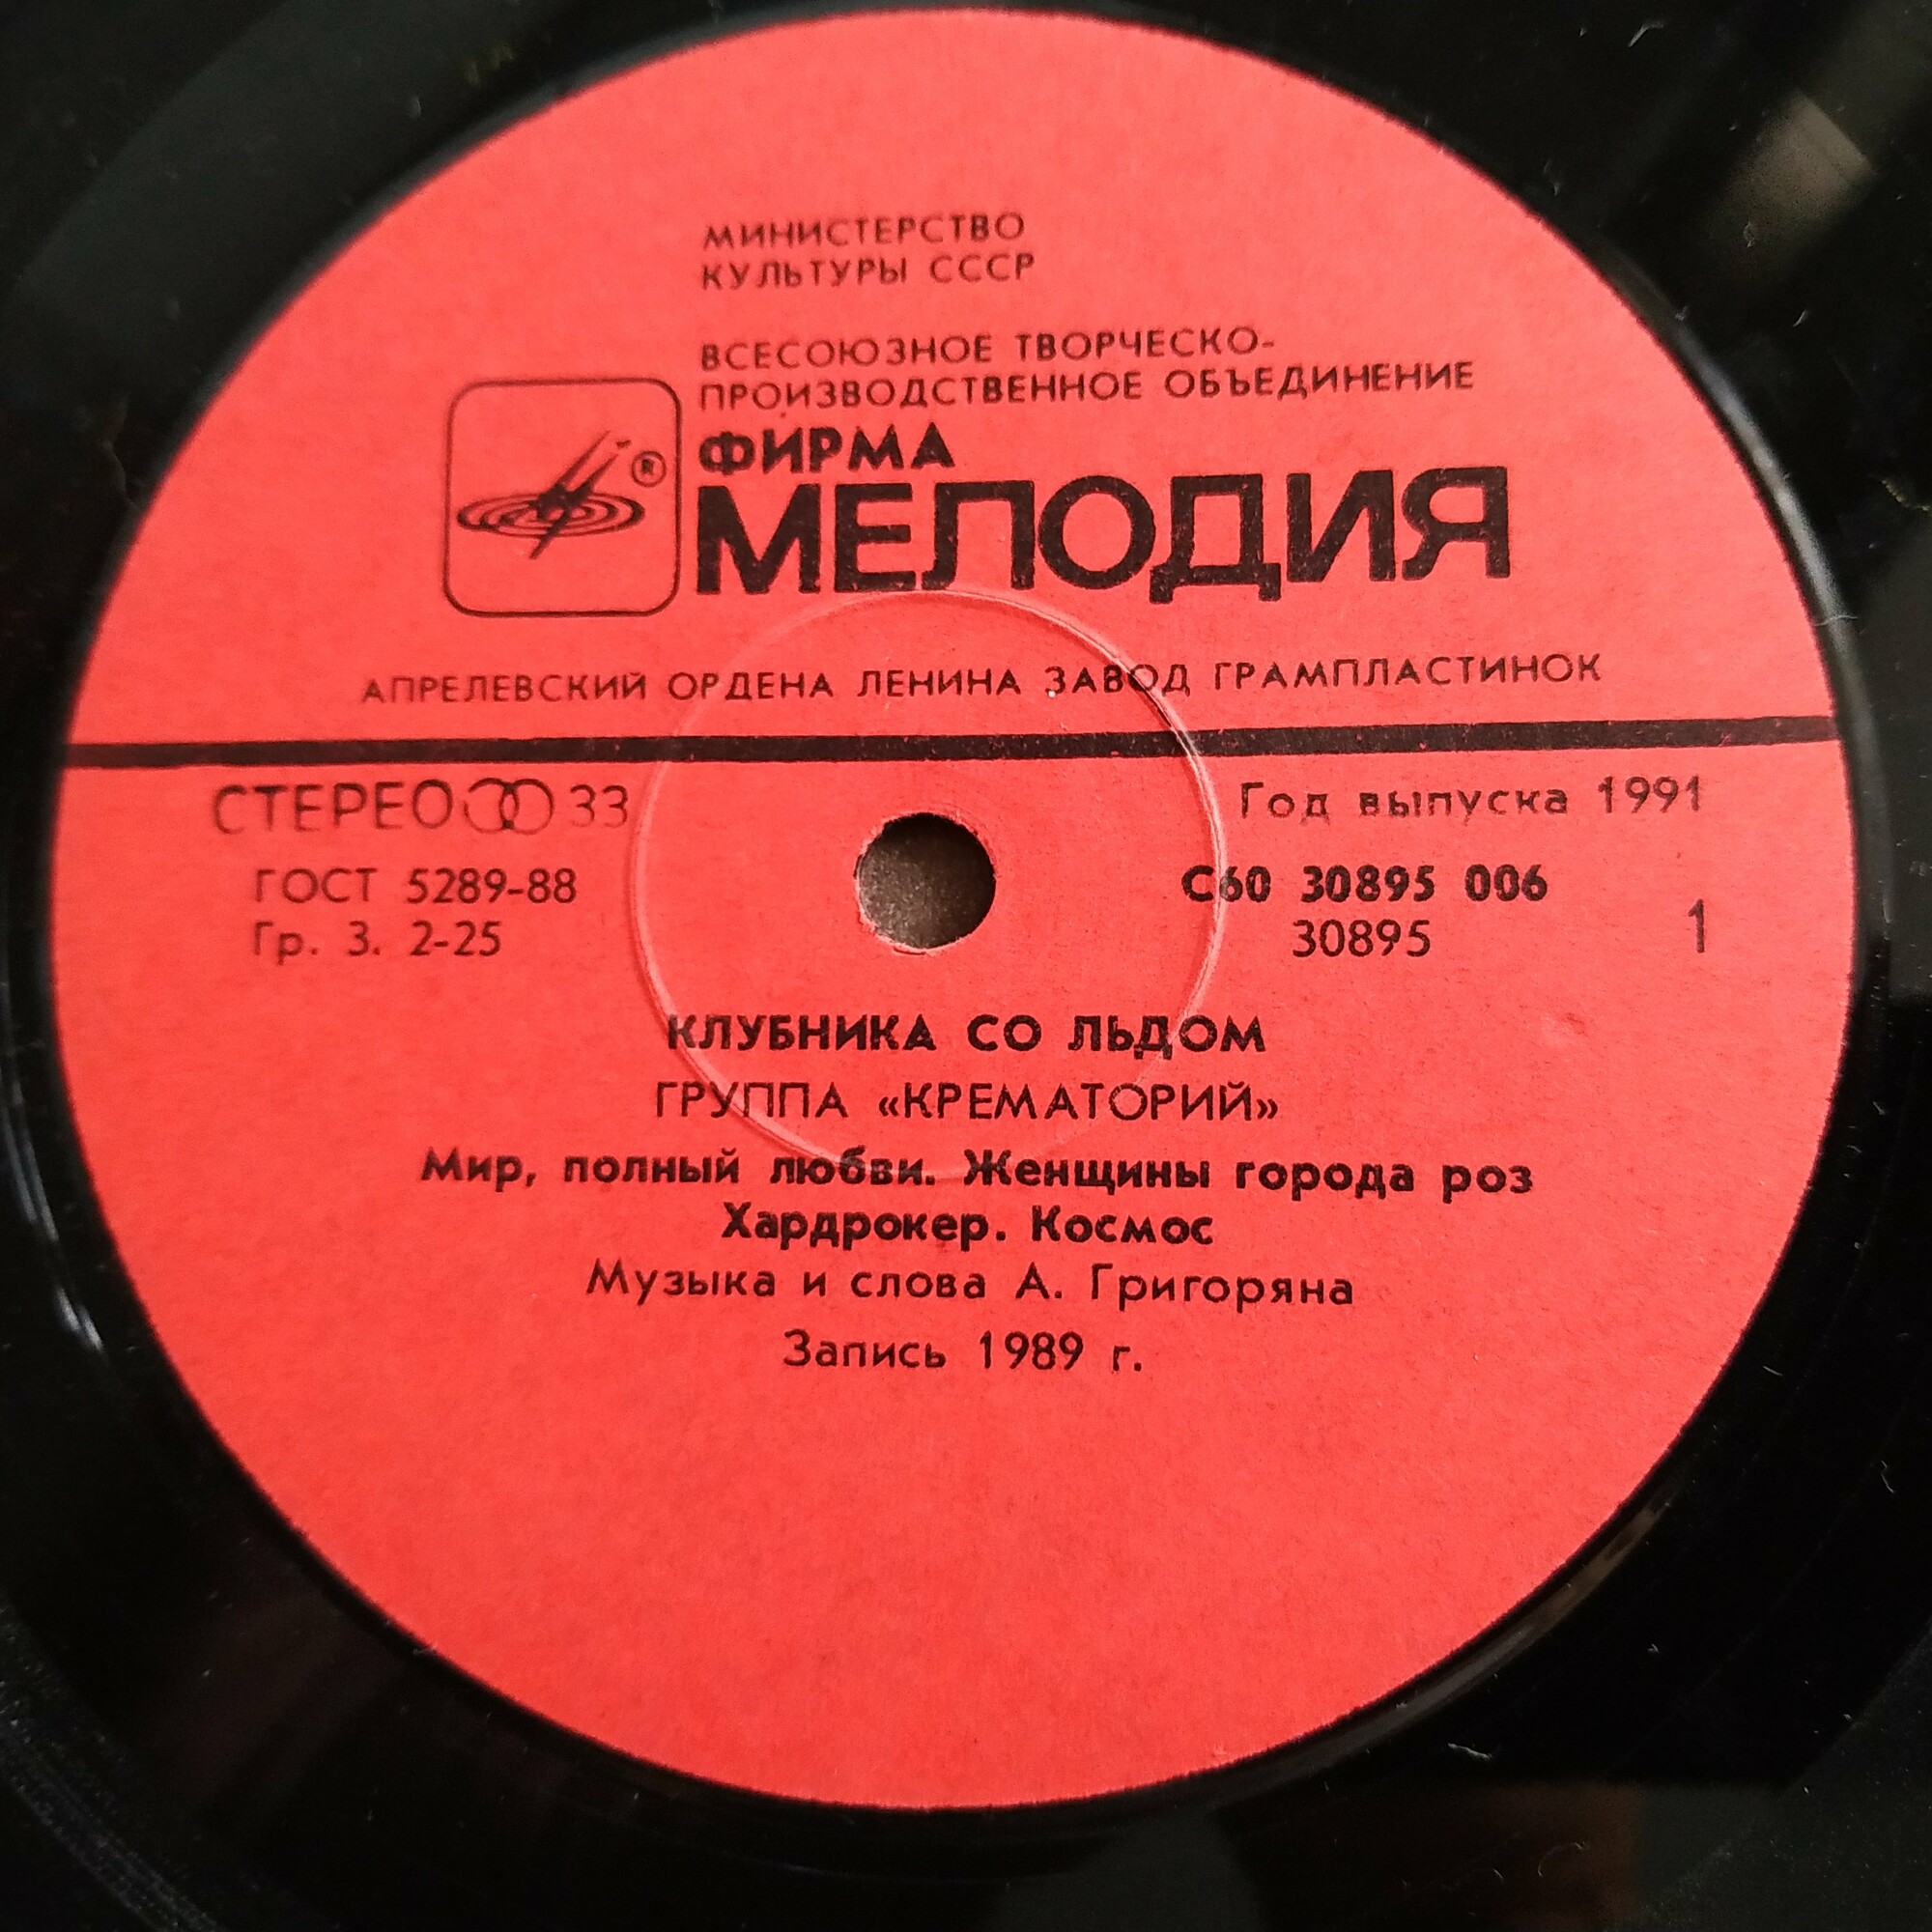 МИНИСТЕРСТВО
КУЛЬТУРЫ СССР
ВСЕСОЮЗНОЕ ТВОРЧЕСКО-
ПРОИЗВОДСТВЕННОЕ ОБЪЕДИНЕНИЕ
ФИРМА
®
МЕЛОДИЯ
АПРЕЛЕВСКИЙ ОРДЕНА ЛЕНИНА ЗАВОД ГРАМПЛАСТИНОК
СТЕРЕО 33
Год выпуска 1991
ГОСТ 5289-88
С60 30895 006
Гр. 3. 2-25
30895
1
КЛУБНИКА СО ЛЬДОМ
ГРУППА «КРЕМАТОРИЙ»
Мир, полный любви. Женщины города роз
Хардрокер. Космос
Музыка и слова А. Григоряна
Запись 1989 г.